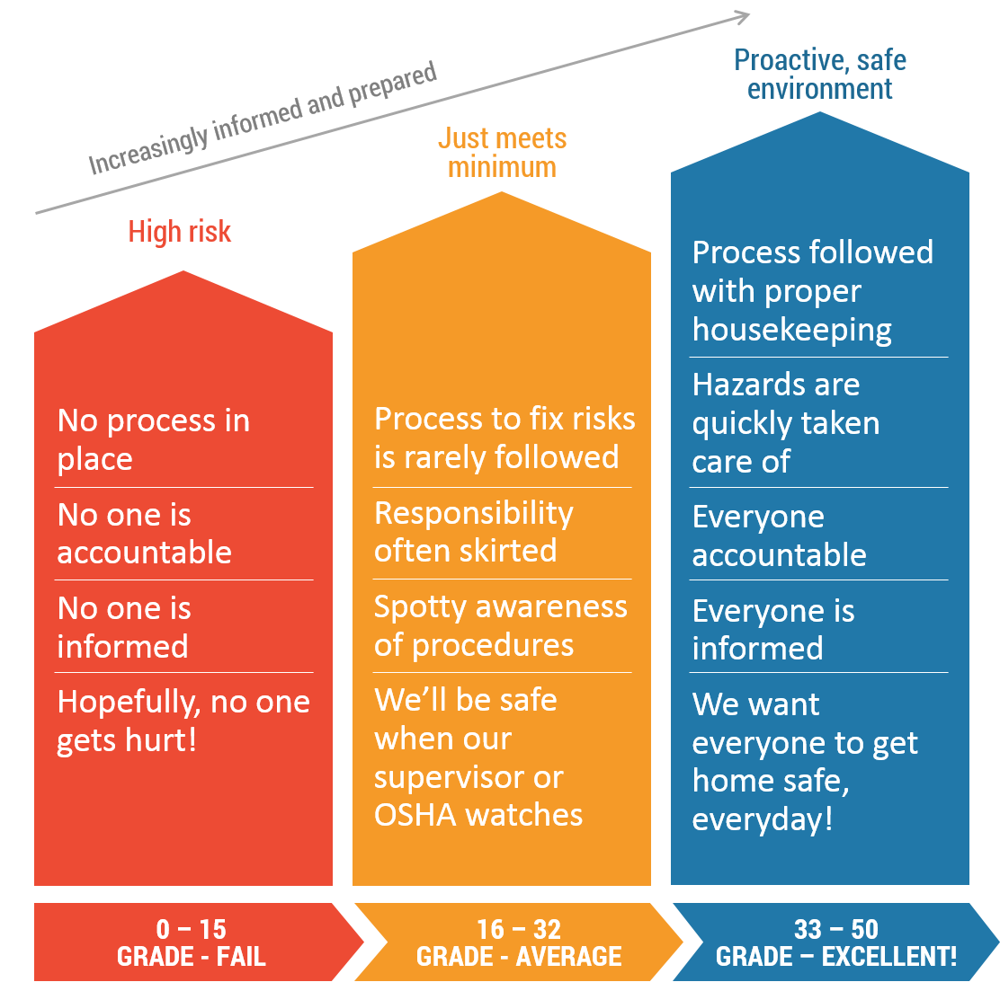 Increasingly informed and prepared
High risk
No process in
place
No one is
accountable
No one is
informed
Hopefully, no one
gets hurt!
0 – 15
GRADE - FAIL
Just meets
minimum
Process to fix risks
is rarely followed
Responsibility
often skirted
Spotty awareness
of procedures
We’ll be safe
when our
supervisor or
OSHA watches
16 – 32
GRADE - AVERAGE
Proactive, safe
environment
Process followed
with proper
housekeeping
Hazards are
quickly taken
care of
Everyone
accountable
Everyone is
informed
We want
everyone to get
home safe,
everyday!
33 – 50
GRADE – EXCELLENT!